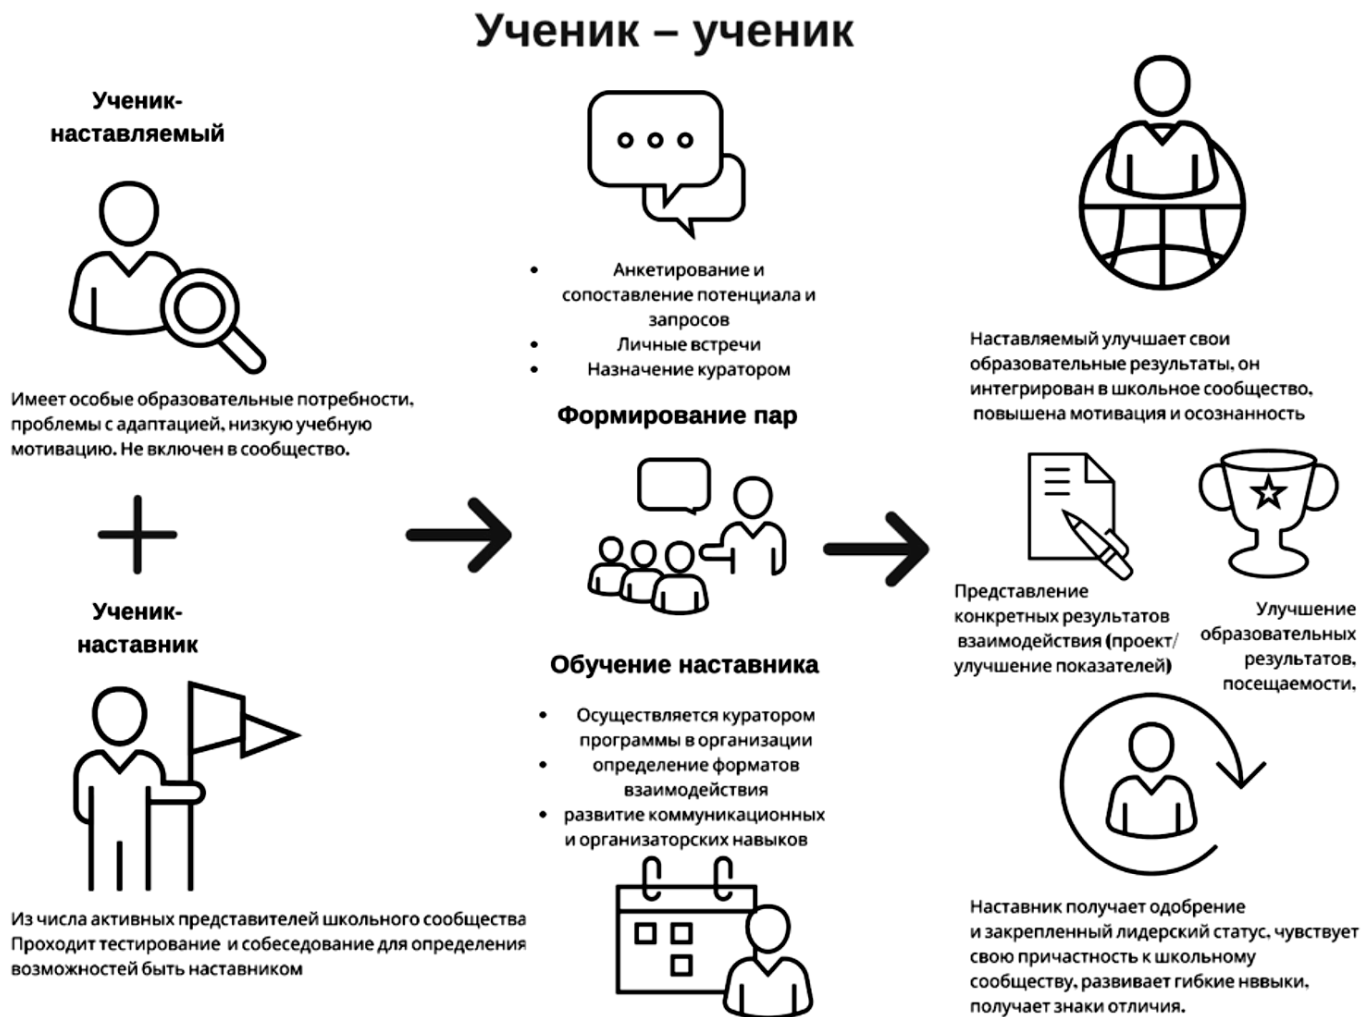 Ученик – ученик
Ученик-
наставляемый
Имеет особые образовательные потребности,
проблемы с адаптацией, низкую учебную
мотивацию. Не включен в сообщество.
Ученик-
наставник
Из числа активных представителей школьного сообщества
Проходит тестирование и собеседование для определения
возможностей быть наставником
• Анкетирование и
сопоставление потенциала и
запросов
• Личные встречи
• Назначение куратором
Формирование пар
Обучение наставника
• Осуществляется куратором
программы в организации
• определение форматов
взаимодействия
• развитие коммуникационных
и организаторских навыков
Наставляемый улучшает свои
образовательные результаты, он
интегрирован в школьное сообщество,
повышена мотивация и осознанность
Представление
конкретных результатов
взаимодействия (проект/
улучшение показателей)
Улучшение
образовательных
результатов,
посещаемости,
Наставник получает одобрение
и закрепленный лидерский статус, чувствует
свою причастность к школьному
сообществу, развивает гибкие нввыки,
получает знаки отличия.